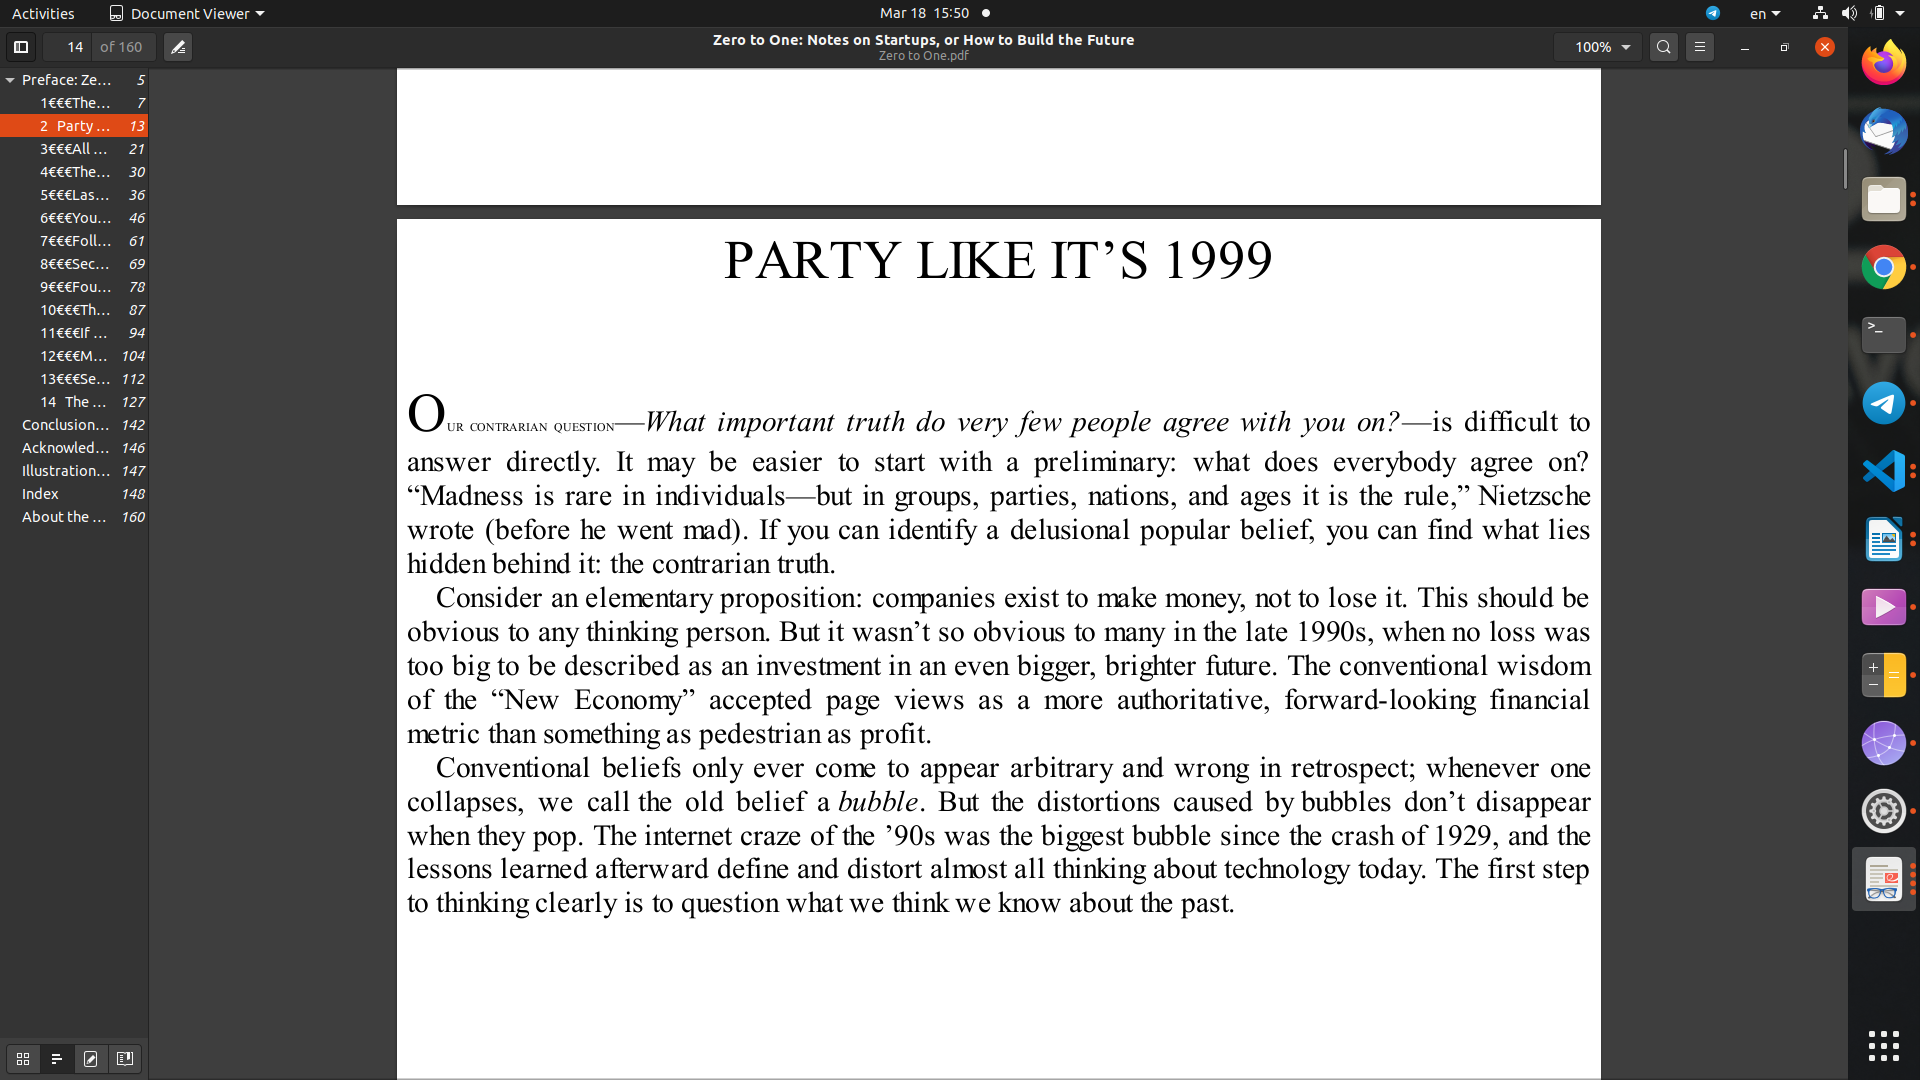 Activities
Document Viewer
Mar 18 15:50
en
14 of 160
Zero to One: Notes on Startups, or How to Build the Future
Zero to One.pdf
100%
Preface: Ze... 5
1€€€The... 7
2 Party ... 13
3€€€All ... 21
4€€€The... 30
5€€€Las... 36
6€€€You... 46
7€€€Foll... 61
8€€€Sec... 69
9€€€Fou... 78
10€€€Th... 87
11€€€If ... 94
12€€€M... 104
13€€€Se... 112
14 The ... 127
Conclusion... 142
Acknowled... 146
Illustration... 147
Index 148
About the ... 160
PARTY LIKE IT’S 1999
OUR CONTRARIAN QUESTION—What important truth do very few people agree with you on?—is difficult to
answer directly. It may be easier to start with a preliminary: what does everybody agree on?
“Madness is rare in individuals—but in groups, parties, nations, and ages it is the rule,” Nietzsche
wrote (before he went mad). If you can identify a delusional popular belief, you can find what lies
hidden behind it: the contrarian truth.
Consider an elementary proposition: companies exist to make money, not to lose it. This should be
obvious to any thinking person. But it wasn’t so obvious to many in the late 1990s, when no loss was
too big to be described as an investment in an even bigger, brighter future. The conventional wisdom
of the “New Economy” accepted page views as a more authoritative, forward-looking financial
metric than something as pedestrian as profit.
Conventional beliefs only ever come to appear arbitrary and wrong in retrospect; whenever one
collapses, we call the old belief a bubble. But the distortions caused by bubbles don’t disappear
when they pop. The internet craze of the ’90s was the biggest bubble since the crash of 1929, and the
lessons learned afterward define and distort almost all thinking about technology today. The first step
to thinking clearly is to question what we think we know about the past.